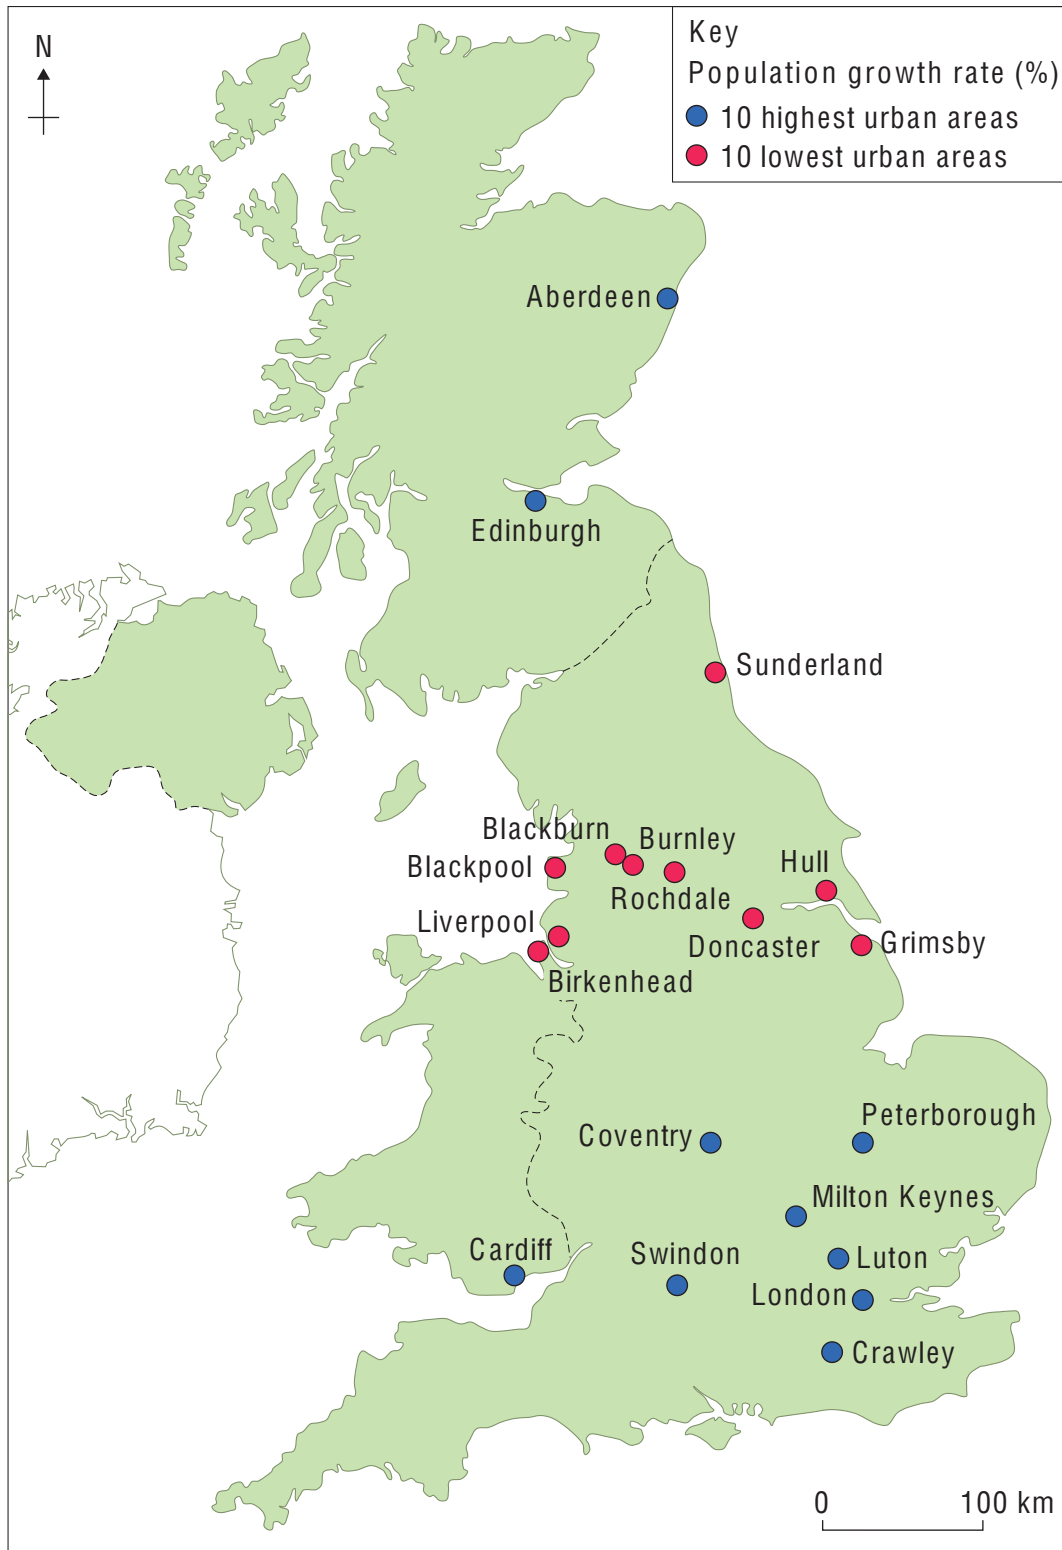 N
Key
Population growth rate (%)
10 highest urban areas
10 lowest urban areas
Aberdeen
Edinburgh
Sunderland
Blackburn
Burnley
Blackpool
Hull
Rochdale
Liverpool
Doncaster
Grimsby
Birkenhead
Peterborough
Coventry
Milton Keynes
Cardiff
Swindon
Luton
London
Crawley
0 100 km